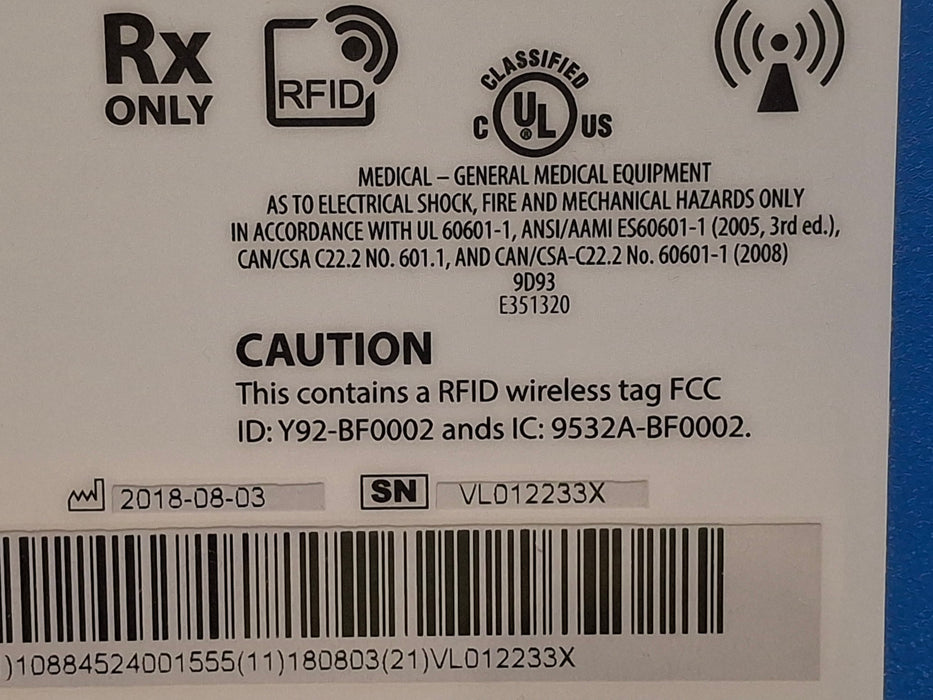 Rx
ONLY
RFID
CLASSIFIED
C UL® US
MEDICAL – GENERAL MEDICAL EQUIPMENT
AS TO ELECTRICAL SHOCK, FIRE AND MECHANICAL HAZARDS ONLY
IN ACCORDANCE WITH UL 60601-1, ANSI/AAMI ES60601-1 (2005, 3rd ed.),
CAN/CSA C22.2 NO. 601.1, AND CAN/CSA-C22.2 No. 60601-1 (2008)
9D93
E351320
CAUTION
This contains a RFID wireless tag FCC
ID: Y92-BF0002 ands IC: 9532A-BF0002.
2018-08-03 SN VL012233X
)10884524001555(11)180803(21)VL012233X